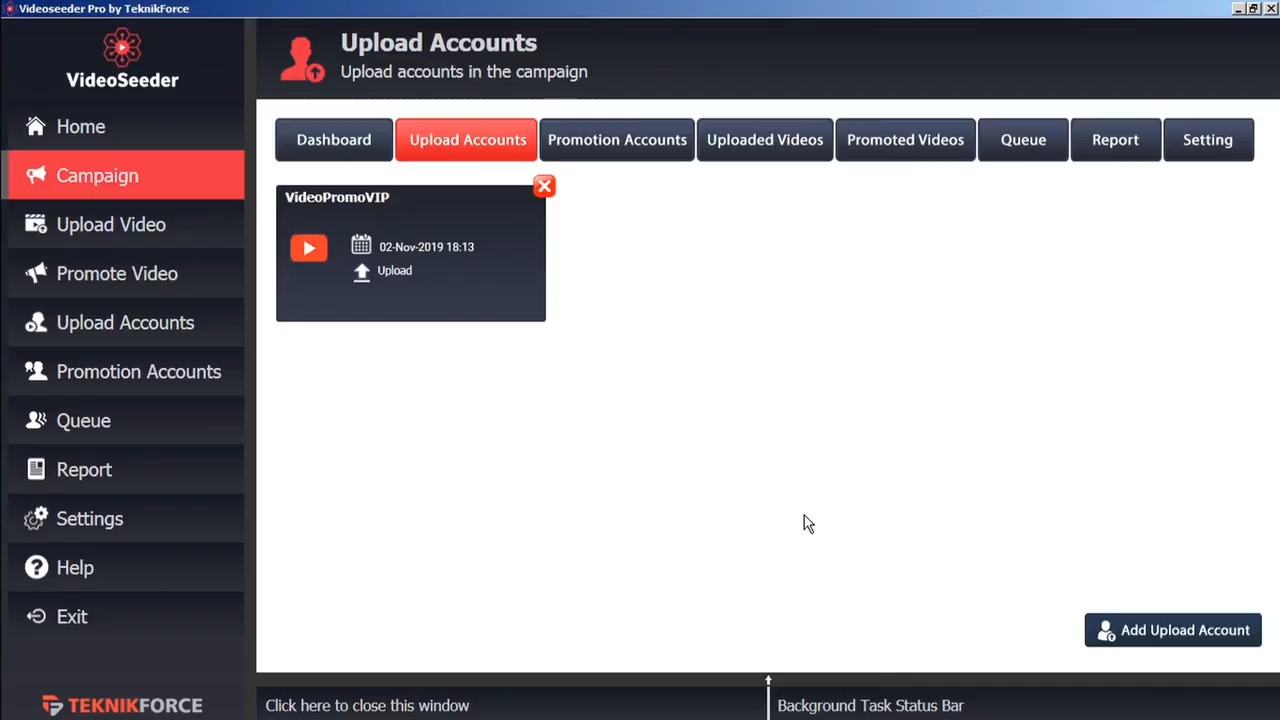 Videoseeder Pro by TeknikForce
VideoSeeder
Home
Campaign
Upload Video
Promote Video
Upload Accounts
Promotion Accounts
Queue
Report
Settings
Help
Exit
TEKNIKFORCE
Upload Accounts
Upload accounts in the campaign
Dashboard
Upload Accounts
Promotion Accounts
Uploaded Videos
Promoted Videos
Queue
Report
Setting
VideoPromoVIP
02-Nov-2019 18:13
Upload
Add Upload Account
Click here to close this window
Background Task Status Bar